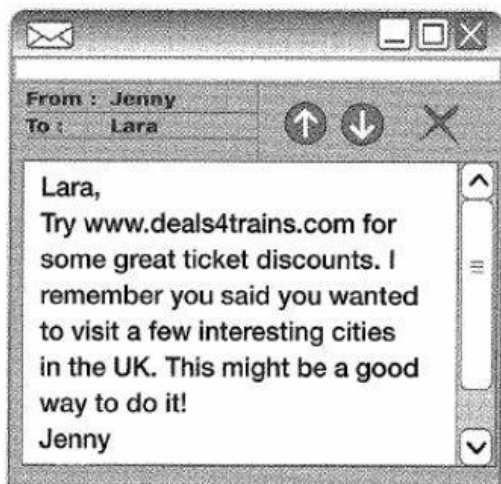 From : Jenny
To : Lara
Lara,
Try www.deals4trains.com for
some great ticket discounts. I
remember you said you wanted
to visit a few interesting cities
in the UK. This might be a good
way to do it!
Jenny